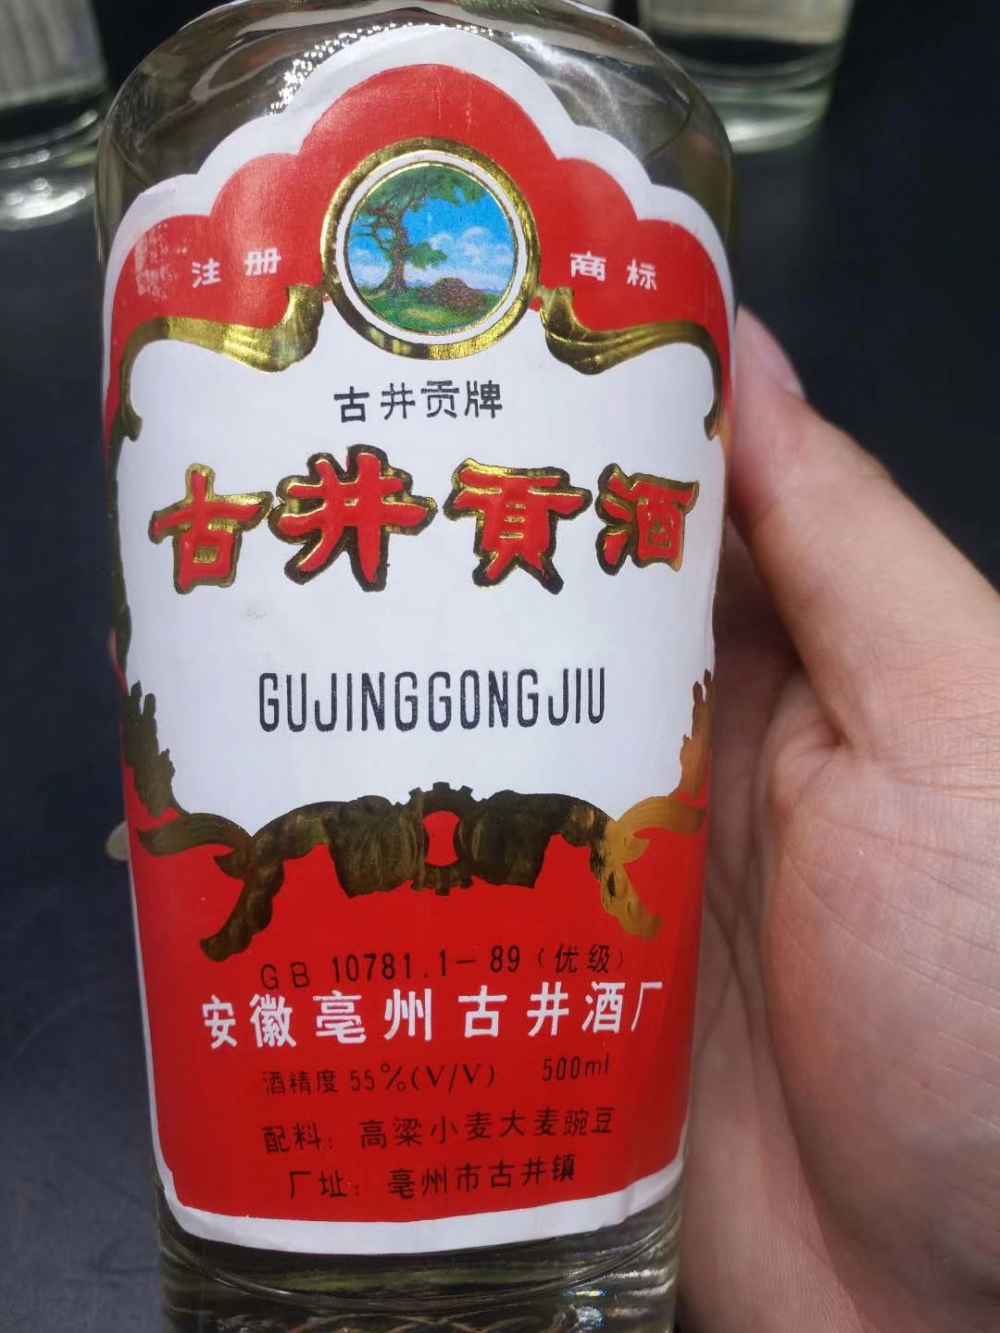 注册 商标
古井贡牌
古井贡酒
GUJINGGONGJIU
GB 10781.1-89（优级）
安徽亳州古井酒厂
酒精度 55%(V/V) 500ml
配料：高梁小麦大麦豌豆
厂址：亳州市古井镇